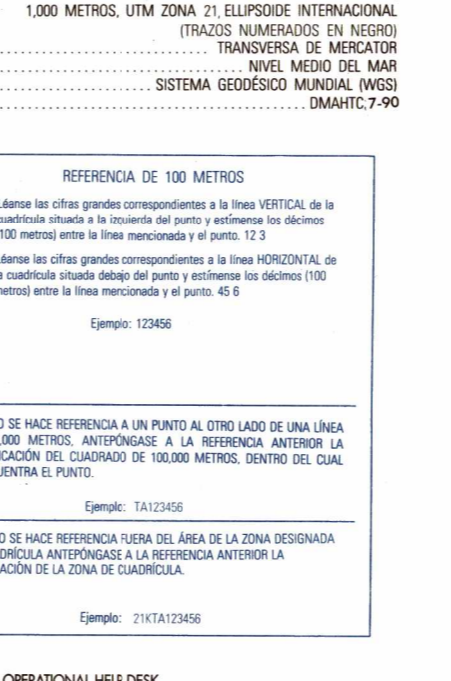 1,000 METROS, UTM ZONA 21, ELLIPSOIDE INTERNACIONAL
(TRAZOS NUMERADOS EN NEGRO)
TRANSVERSA DE MERCATOR
NIVEL MEDIO DEL MAR
SISTEMA GEODÉSICO MUNDIAL (WGS)
DMAHTC,7-90
REFERENCIA DE 100 METROS
éanse las cifras grandes correspondientes a la línea VERTICAL de la
uadrícula situada a la izquierda del punto y estímense los décimos
100 metros) entre la línea mencionada y el punto. 12 3
éanse las cifras grandes correspondientes a la línea HORIZONTAL de
a cuadrícula situada debajo del punto y estímense los décimos (100
metros) entre la línea mencionada y el punto. 45 6
Ejemplo: 123456
O SE HACE REFERENCIA A UN PUNTO AL OTRO LADO DE UNA LÍNEA
,000 METROS, ANTEPÓNGASE A LA REFERENCIA ANTERIOR LA
ICACIÓN DEL CUADRADO DE 100,000 METROS, DENTRO DEL CUAL
UENTRA EL PUNTO.
Ejemplo: TA123456
O SE HACE REFERENCIA FUERA DEL ÁREA DE LA ZONA DESIGNADA
DRÍCULA ANTEPÓNGASE A LA REFERENCIA ANTERIOR LA
ACIÓN DE LA ZONA DE CUADRÍCULA.
Ejemplo: 21KTA123456
OPERATIONAL HELP DESK